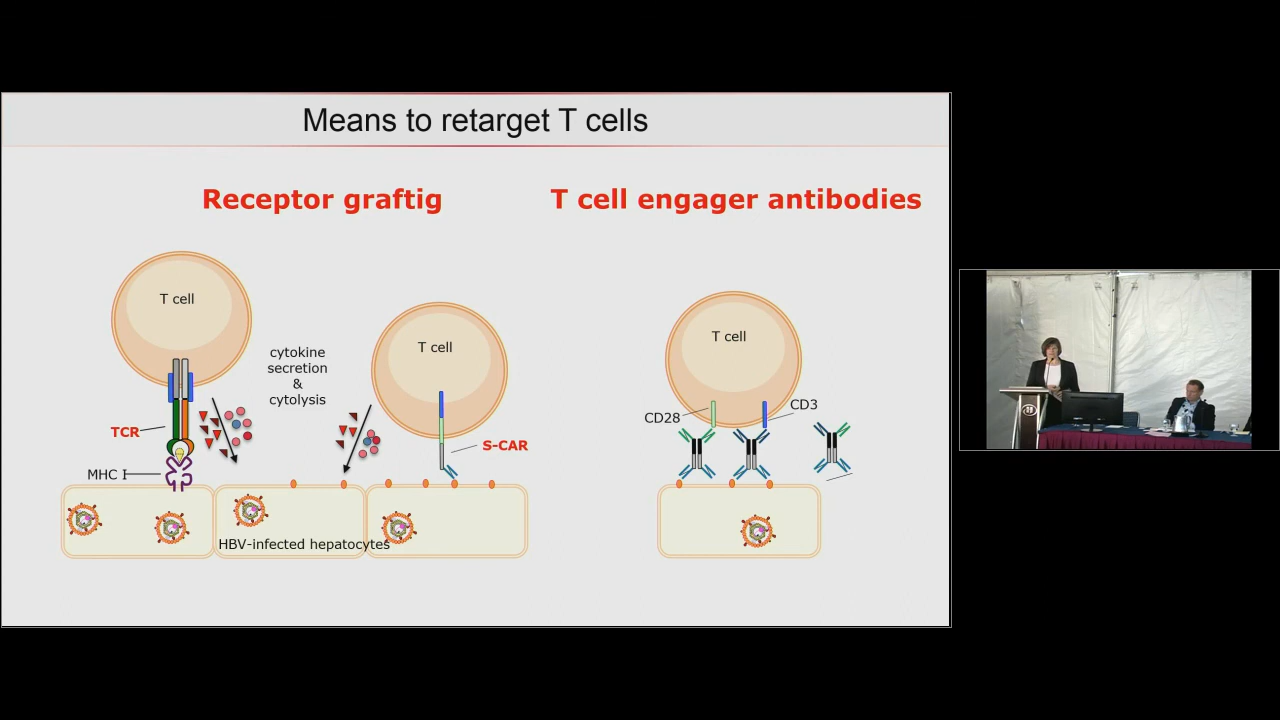 Means to retarget T cells
Receptor graftig
T cell engager antibodies
T cell
cytokine
secretion
&
cytolysis
T cell
TCR
MHC I
S-CAR
HBV-infected hepatocytes
T cell
CD28
CD3